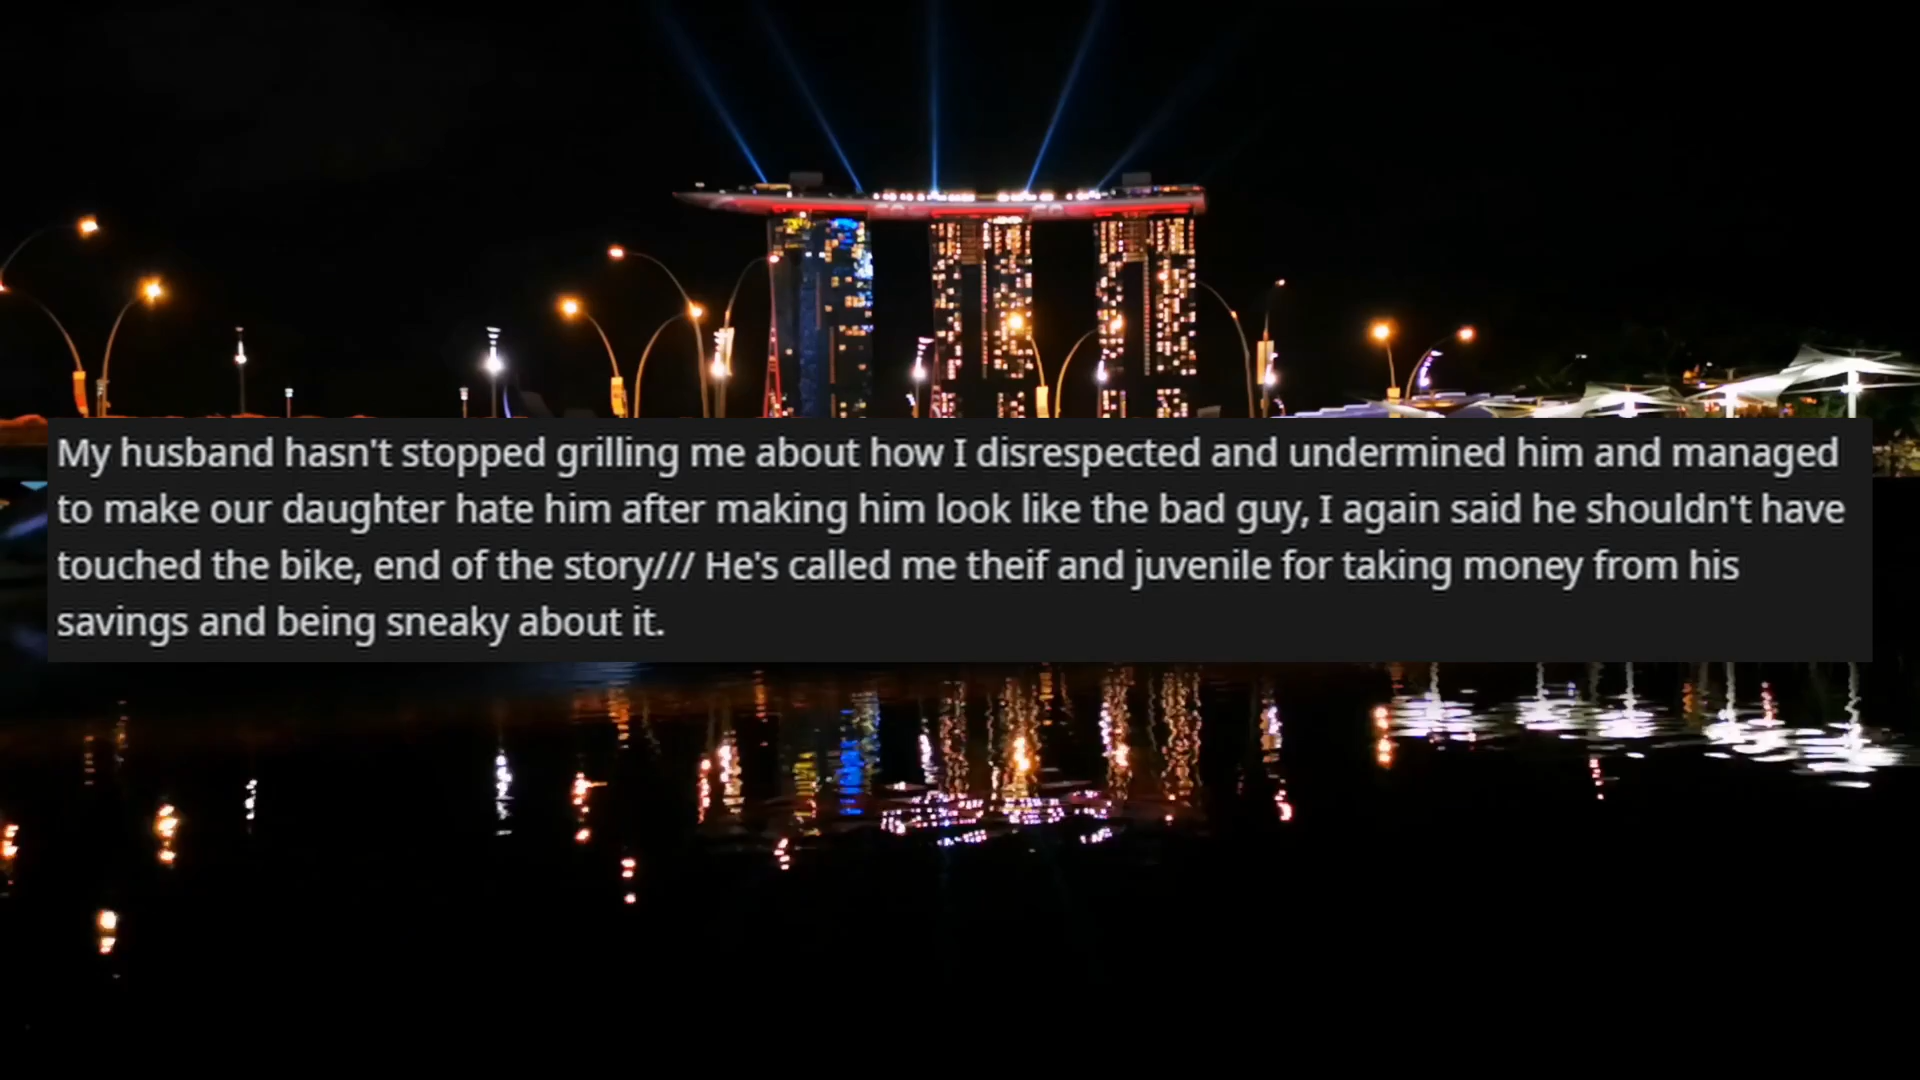 My husband hasn't stopped grilling me about how I disrespected and undermined him and managed
to make our daughter hate him after making him look like the bad guy, I again said he shouldn't have
touched the bike, end of the story/// He's called me theif and juvenile for taking money from his
savings and being sneaky about it.